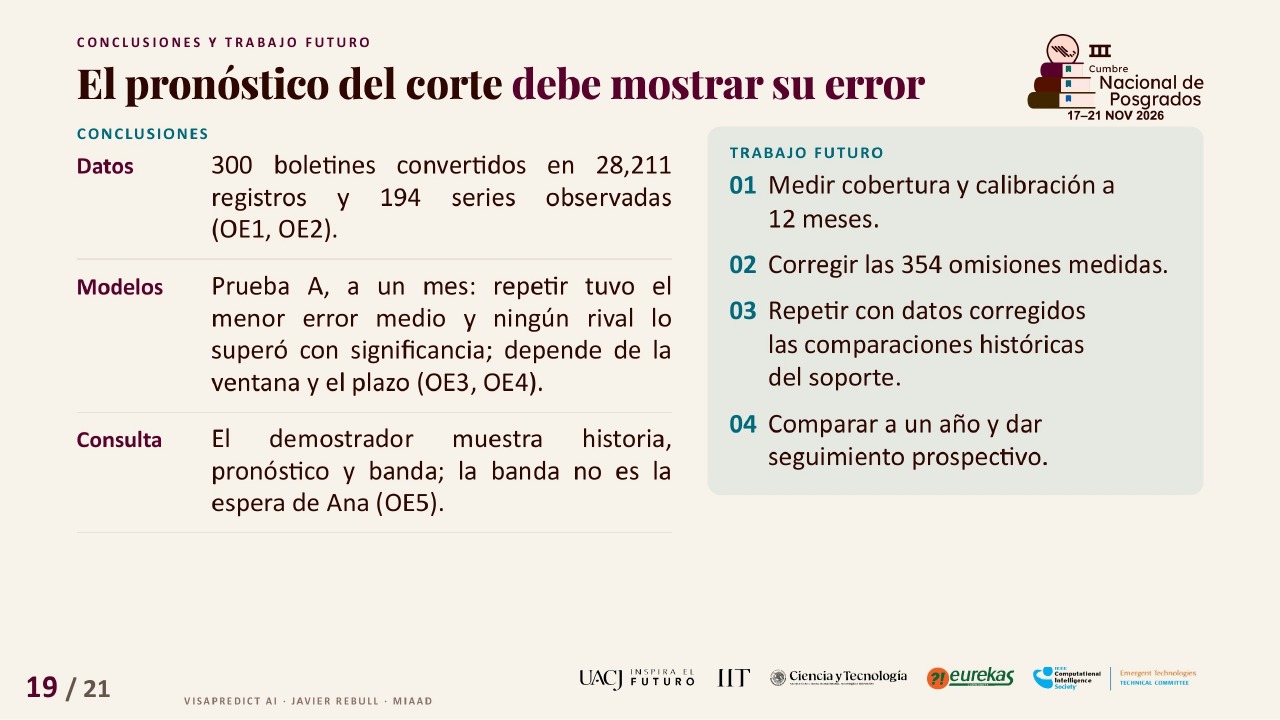 CONCLUSIONES Y TRABAJO FUTURO
El pronóstico del corte debe mostrar su error
III
Cumbre
Nacional de
Posgrados
17–21 NOV 2026
CONCLUSIONES
Datos
300 boletines convertidos en 28,211
registros y 194 series observadas
(OE1, OE2).
Modelos
Prueba A, a un mes: repetir tuvo el
menor error medio y ningún rival lo
superó con significancia; depende de la
ventana y el plazo (OE3, OE4).
Consulta
El demostrador muestra historia,
pronóstico y banda; la banda no es la
espera de Ana (OE5).
TRABAJO FUTURO
01 Medir cobertura y calibración a
12 meses.
02 Corregir las 354 omisiones medidas.
03 Repetir con datos corregidos
las comparaciones históricas
del soporte.
04 Comparar a un año y dar
seguimiento prospectivo.
19 / 21
VISAPREDICT AI · JAVIER REBULL · MIAAD
UACJ INSPIRA EL
FUTURO
IIT
Ciencia y Tecnología
?! eurekas
IEEE
Computational
Intelligence
Society
Emergent Technologies
TECHNICAL COMMITTEE